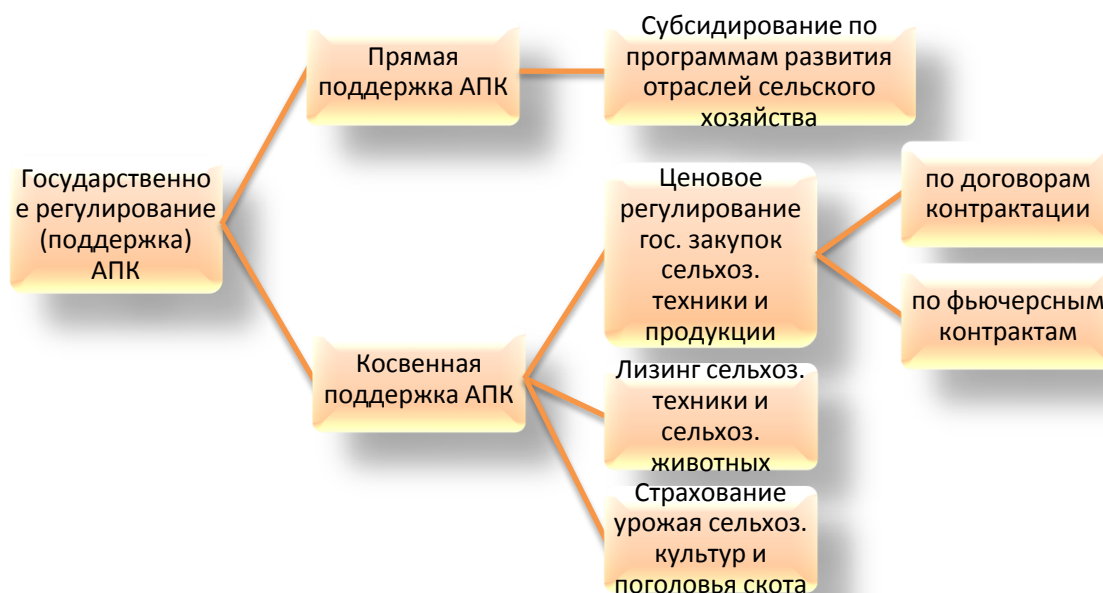 Государственно
е регулирование
(поддержка)
АПК
Прямая
поддержка АПК
Субсидирование по
программам развития
отраслей сельского
хозяйства
Косвенная
поддержка АПК
Ценовое
регулирование
гос. закупок
сельхоз.
техники и
продукции
по договорам
контрактации
по фьючерсным
контрактам
Лизинг сельхоз.
техники и
сельхоз.
животных
Страхование
урожая сельхоз.
культур и
поголовья скота